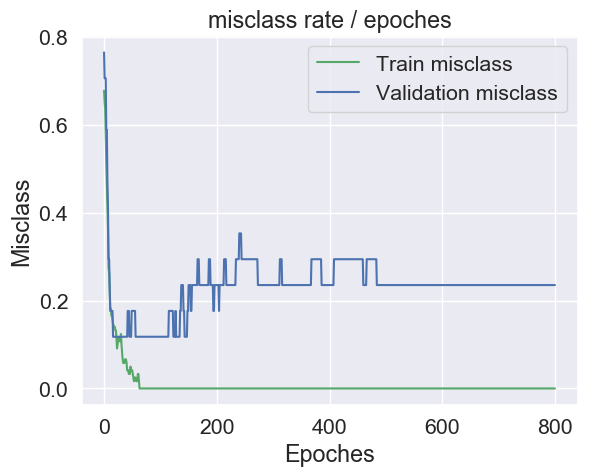 misclass rate / epoches
Train misclass
Validation misclass
Misclass
0.8
0.6
0.4
0.2
0.0
0 200 400 600 800
Epoches